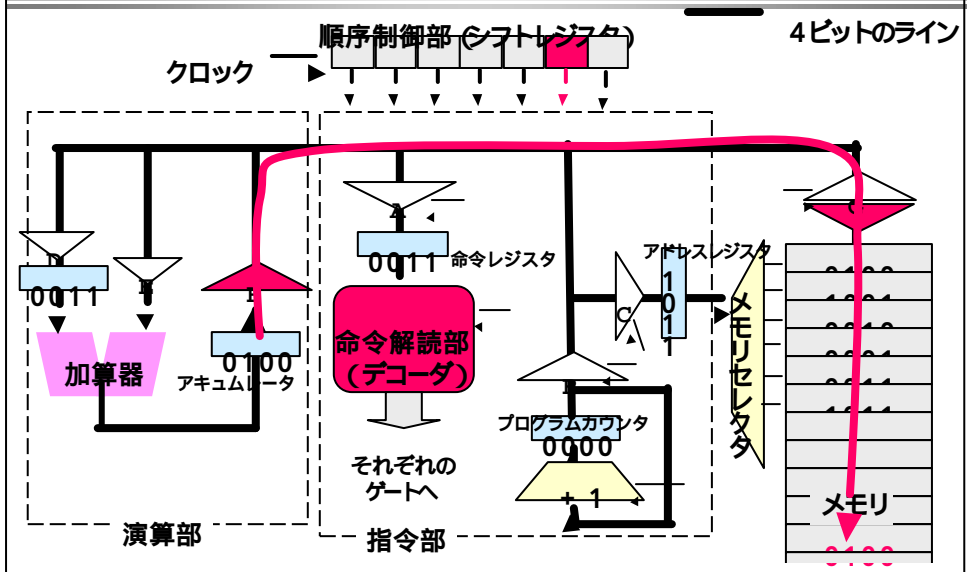 順序制御部（シフトレジスタ）
4ビットのライン
クロック
A
0011
命令レジスタ
アドレスレジスタ
1011
C
0011
命令解読部
（デコーダ）
メモリセレクタ
加算器
0100
アキュムレータ
プログラムカウンタ
0000
+1
それぞれの
ゲートへ
メモリ
0100
演算部
指令部